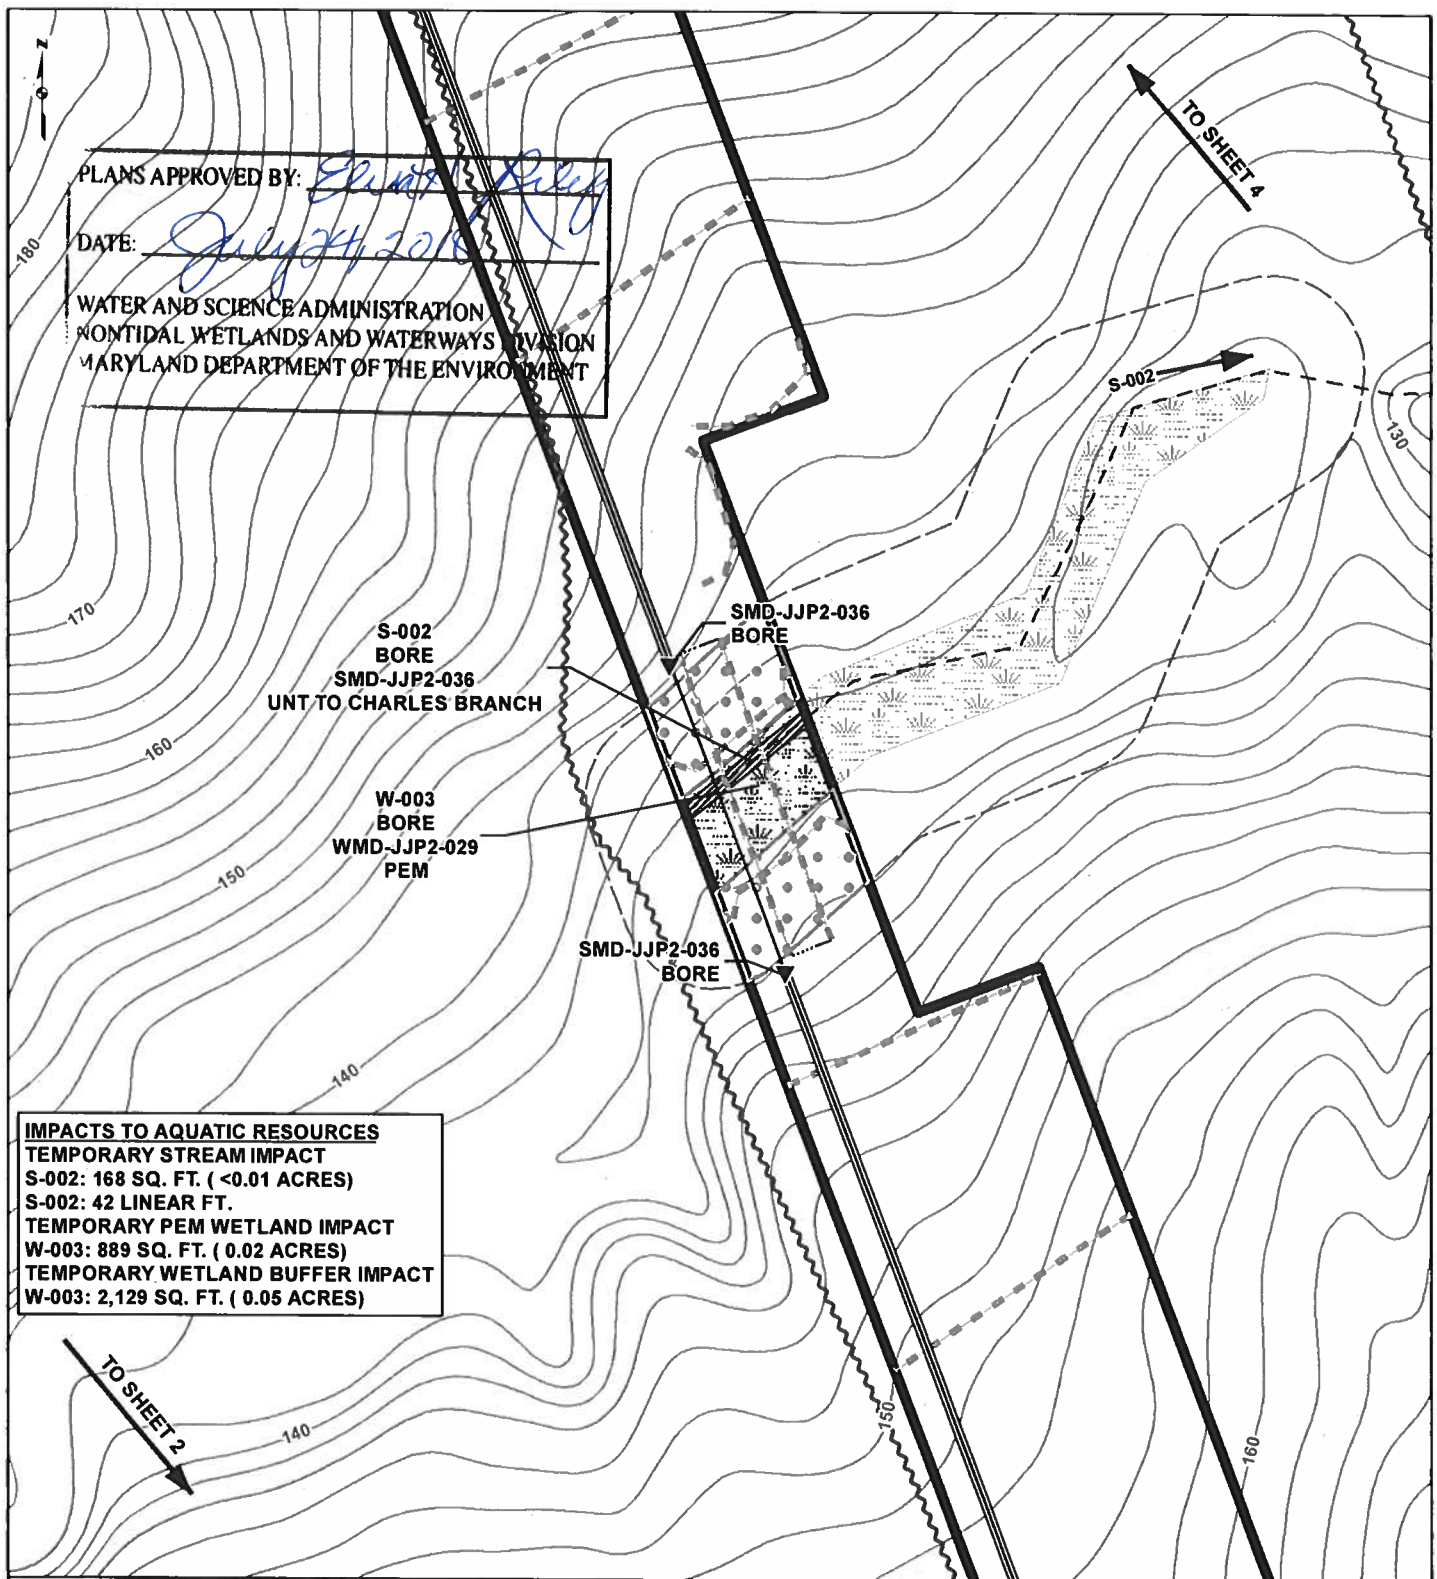 N
TO SHEET 4
PLANS APPROVED BY:
DATE: July 24, 2018
WATER AND SCIENCE ADMINISTRATION
NONTIDAL WETLANDS AND WATERWAYS DIVISION
MARYLAND DEPARTMENT OF THE ENVIRONMENT
180
S-002
130
170
SMD-JJP2-036
BORE
S-002
BORE
SMD-JJP2-036
UNT TO CHARLES BRANCH
160
W-003
BORE
WMD-JJP2-029
PEM
150
SMD-JJP2-036
BORE
140
IMPACTS TO AQUATIC RESOURCES
TEMPORARY STREAM IMPACT
S-002: 168 SQ. FT. ( <0.01 ACRES)
S-002: 42 LINEAR FT.
TEMPORARY PEM WETLAND IMPACT
W-003: 889 SQ. FT. ( 0.02 ACRES)
TEMPORARY WETLAND BUFFER IMPACT
W-003: 2,129 SQ. FT. ( 0.05 ACRES)
TO SHEET 2
140
150
160